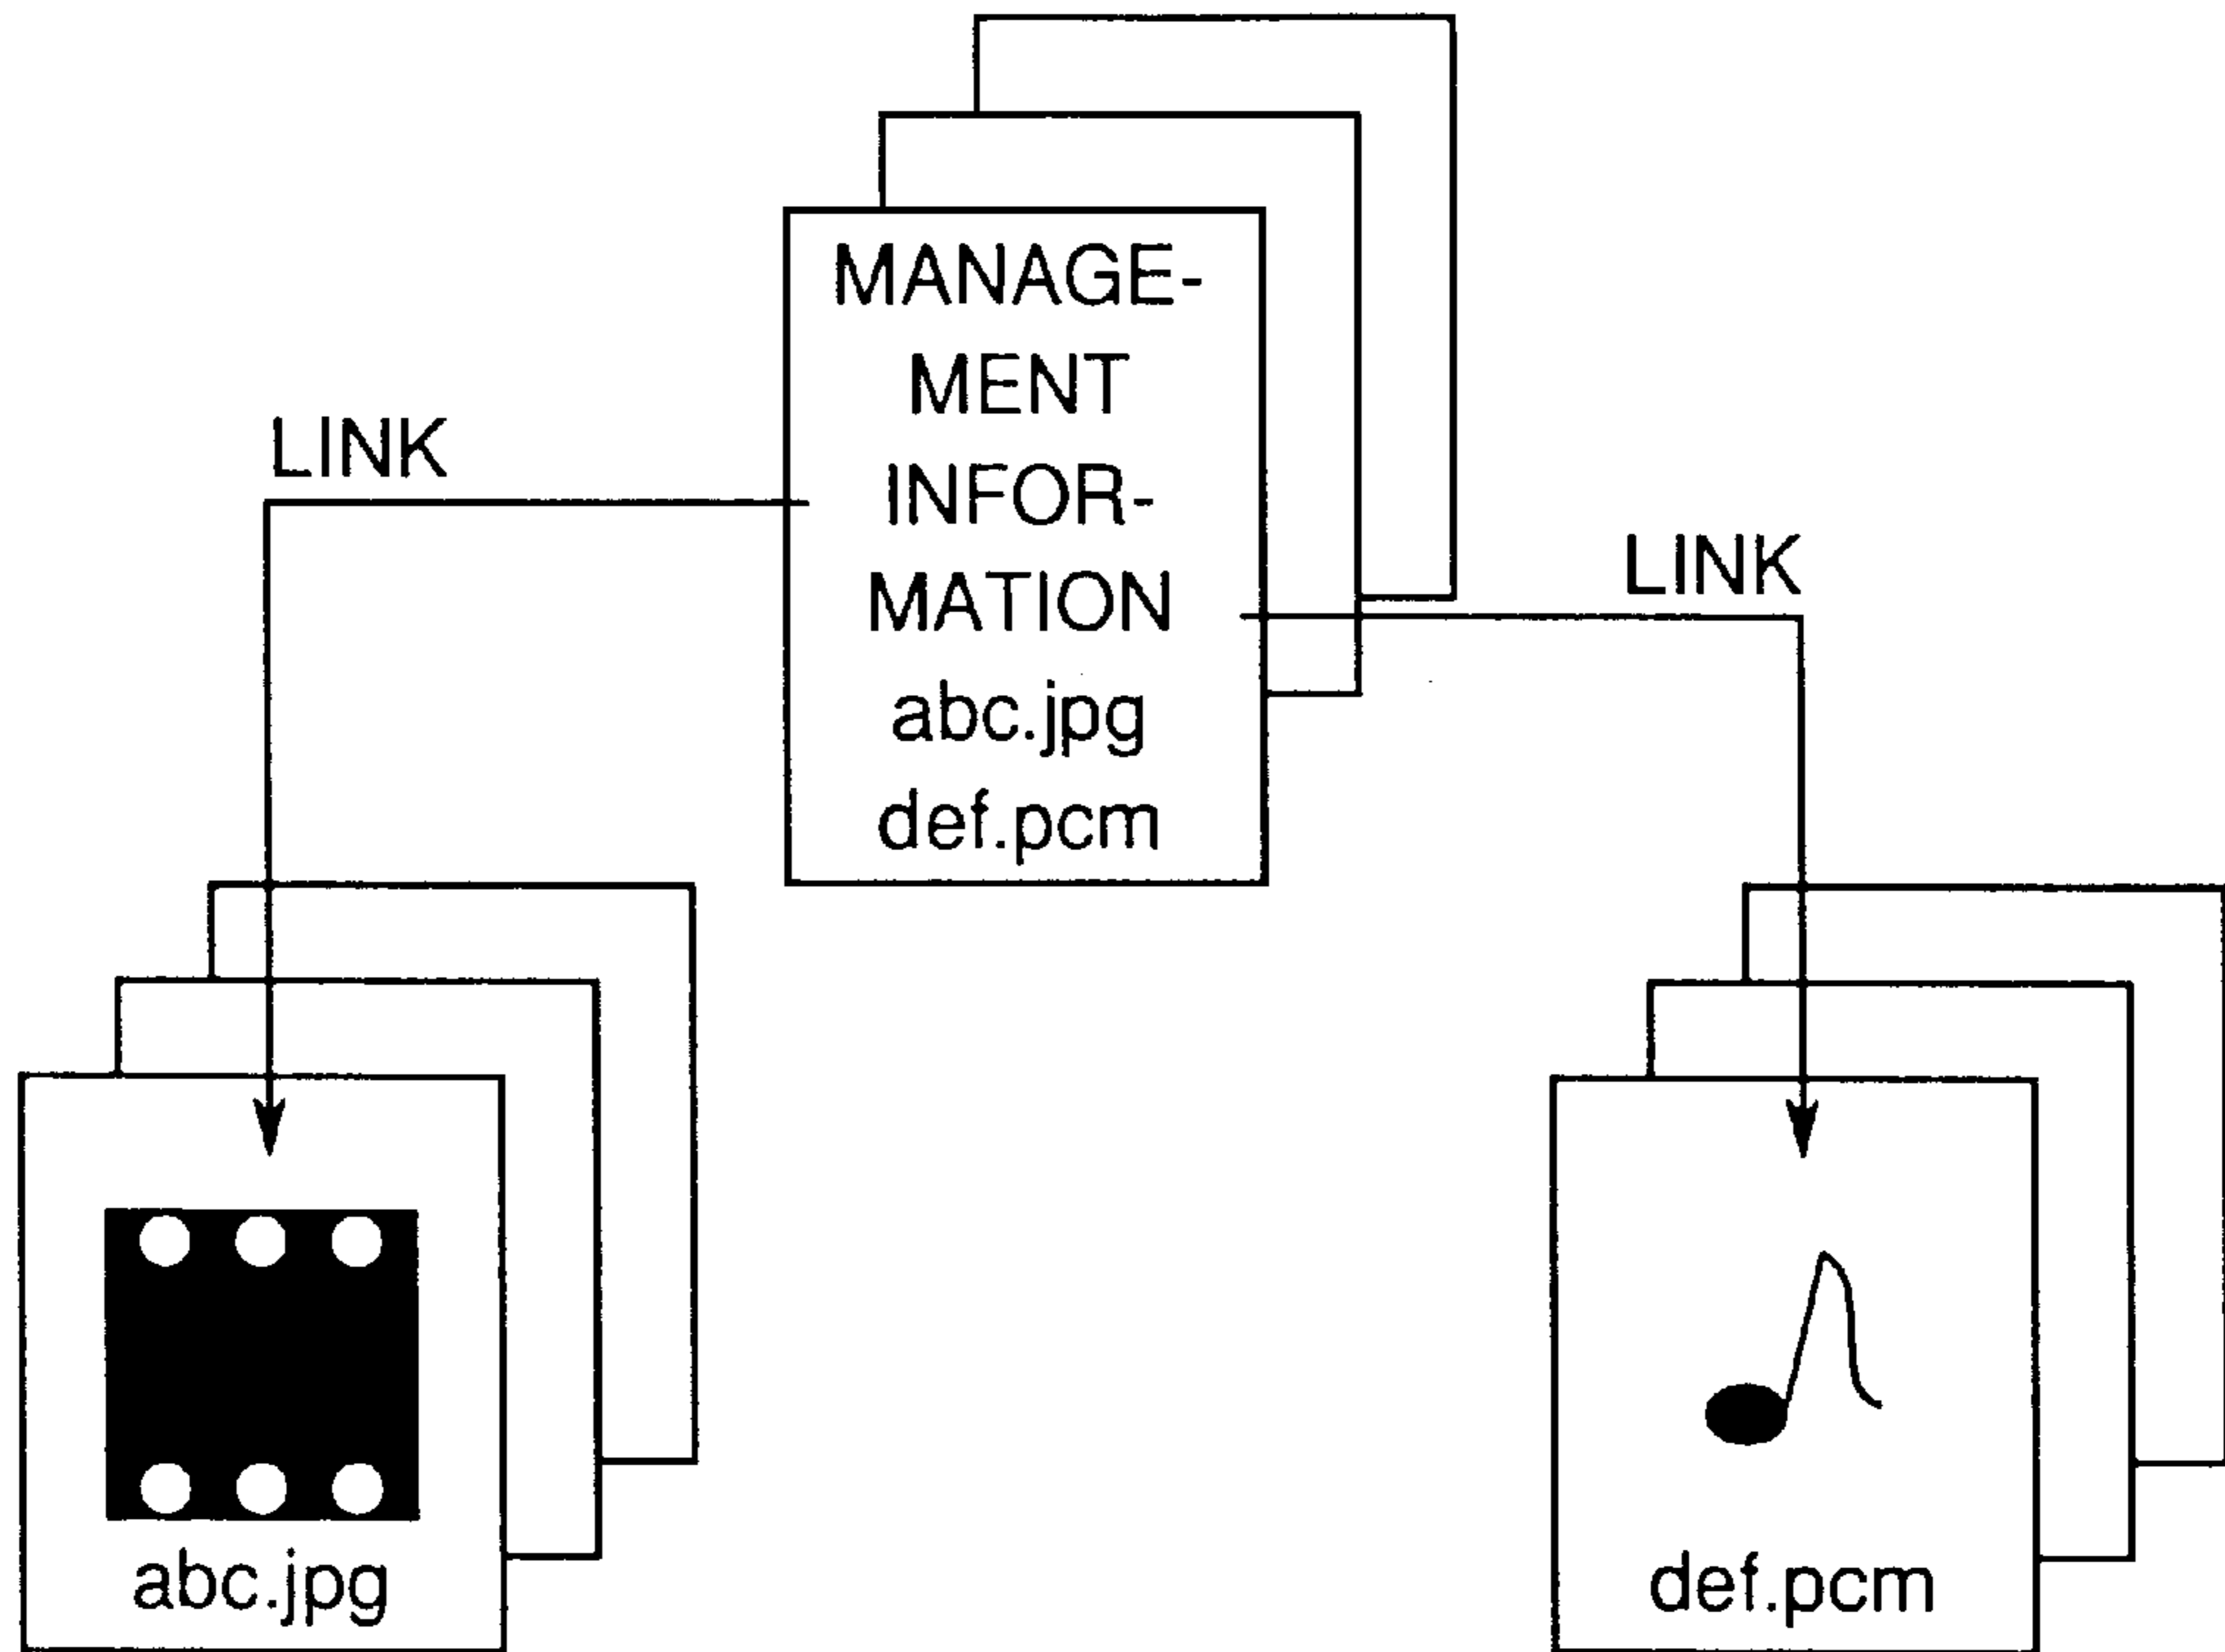 MANAGE-
MENT
INFOR-
MATION
abc.jpg
def.pcm
LINK
LINK
abc.jpg
def.pcm